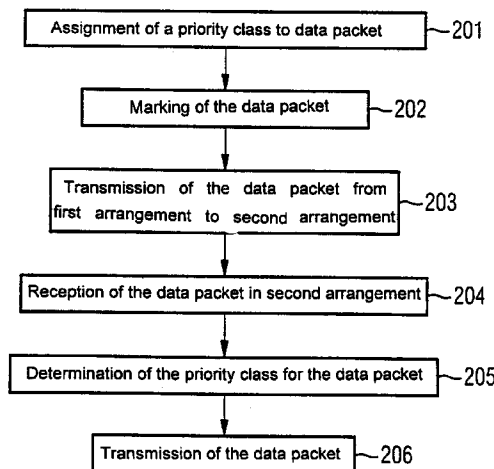 Assignment of a priority class to data packet
201
Marking of the data packet
202
Transmission of the data packet from
first arrangement to second arrangement
203
Reception of the data packet in second arrangement
204
Determination of the priority class for the data packet
205
Transmission of the data packet
206